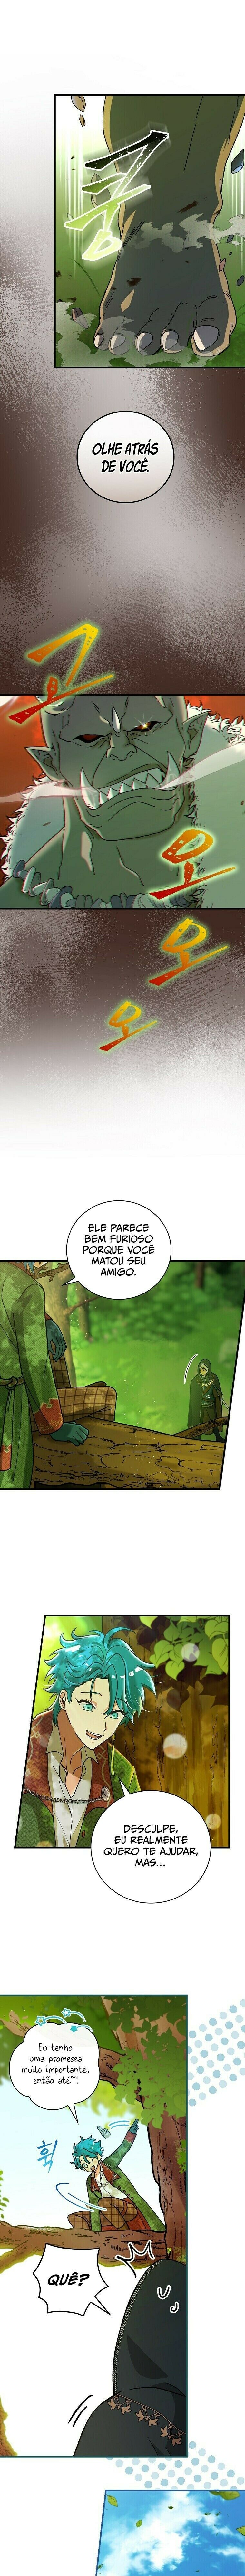 쿵
OLHE ATRÁS
DE VOCÊ.
고
오
오
오
ELE PARECE
BEM FURIOSO
PORQUE VOCÊ
MATOU SEU
AMIGO.
DESCULPE,
EU REALMENTE
QUERO TE AJUDAR,
MAS...
Eu tenho
uma promessa
muito importante,
então até~!
휙
QUÊ?